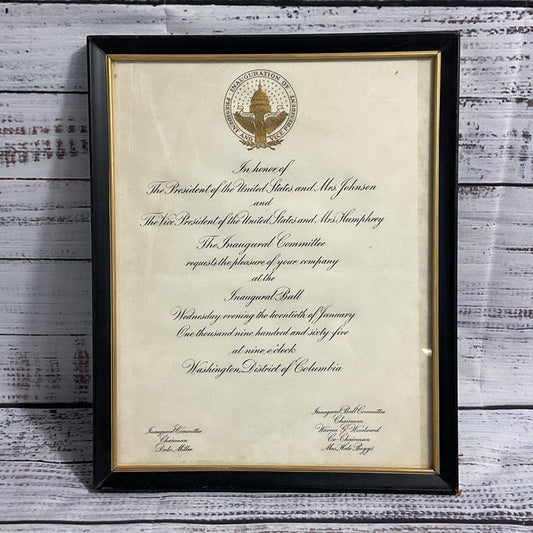 INAUGURATION OF
PRESIDENT AND VICE PRESIDENT
In honor of
The President of the United States and Mrs. Johnson
and
The Vice President of the United States and Mrs. Humphrey
The Inaugural Committee
requests the pleasure of your company
at the
Inaugural Ball
Wednesday evening the twentieth of January
One thousand nine hundred and sixty-five
at nine o'clock
Washington, District of Columbia
Inaugural Committee
Chairman
Dale Miller
Inaugural Ball Committee
Chairman
Warren G. Woodward
Co-Chairman
Mrs. Hale Boggs